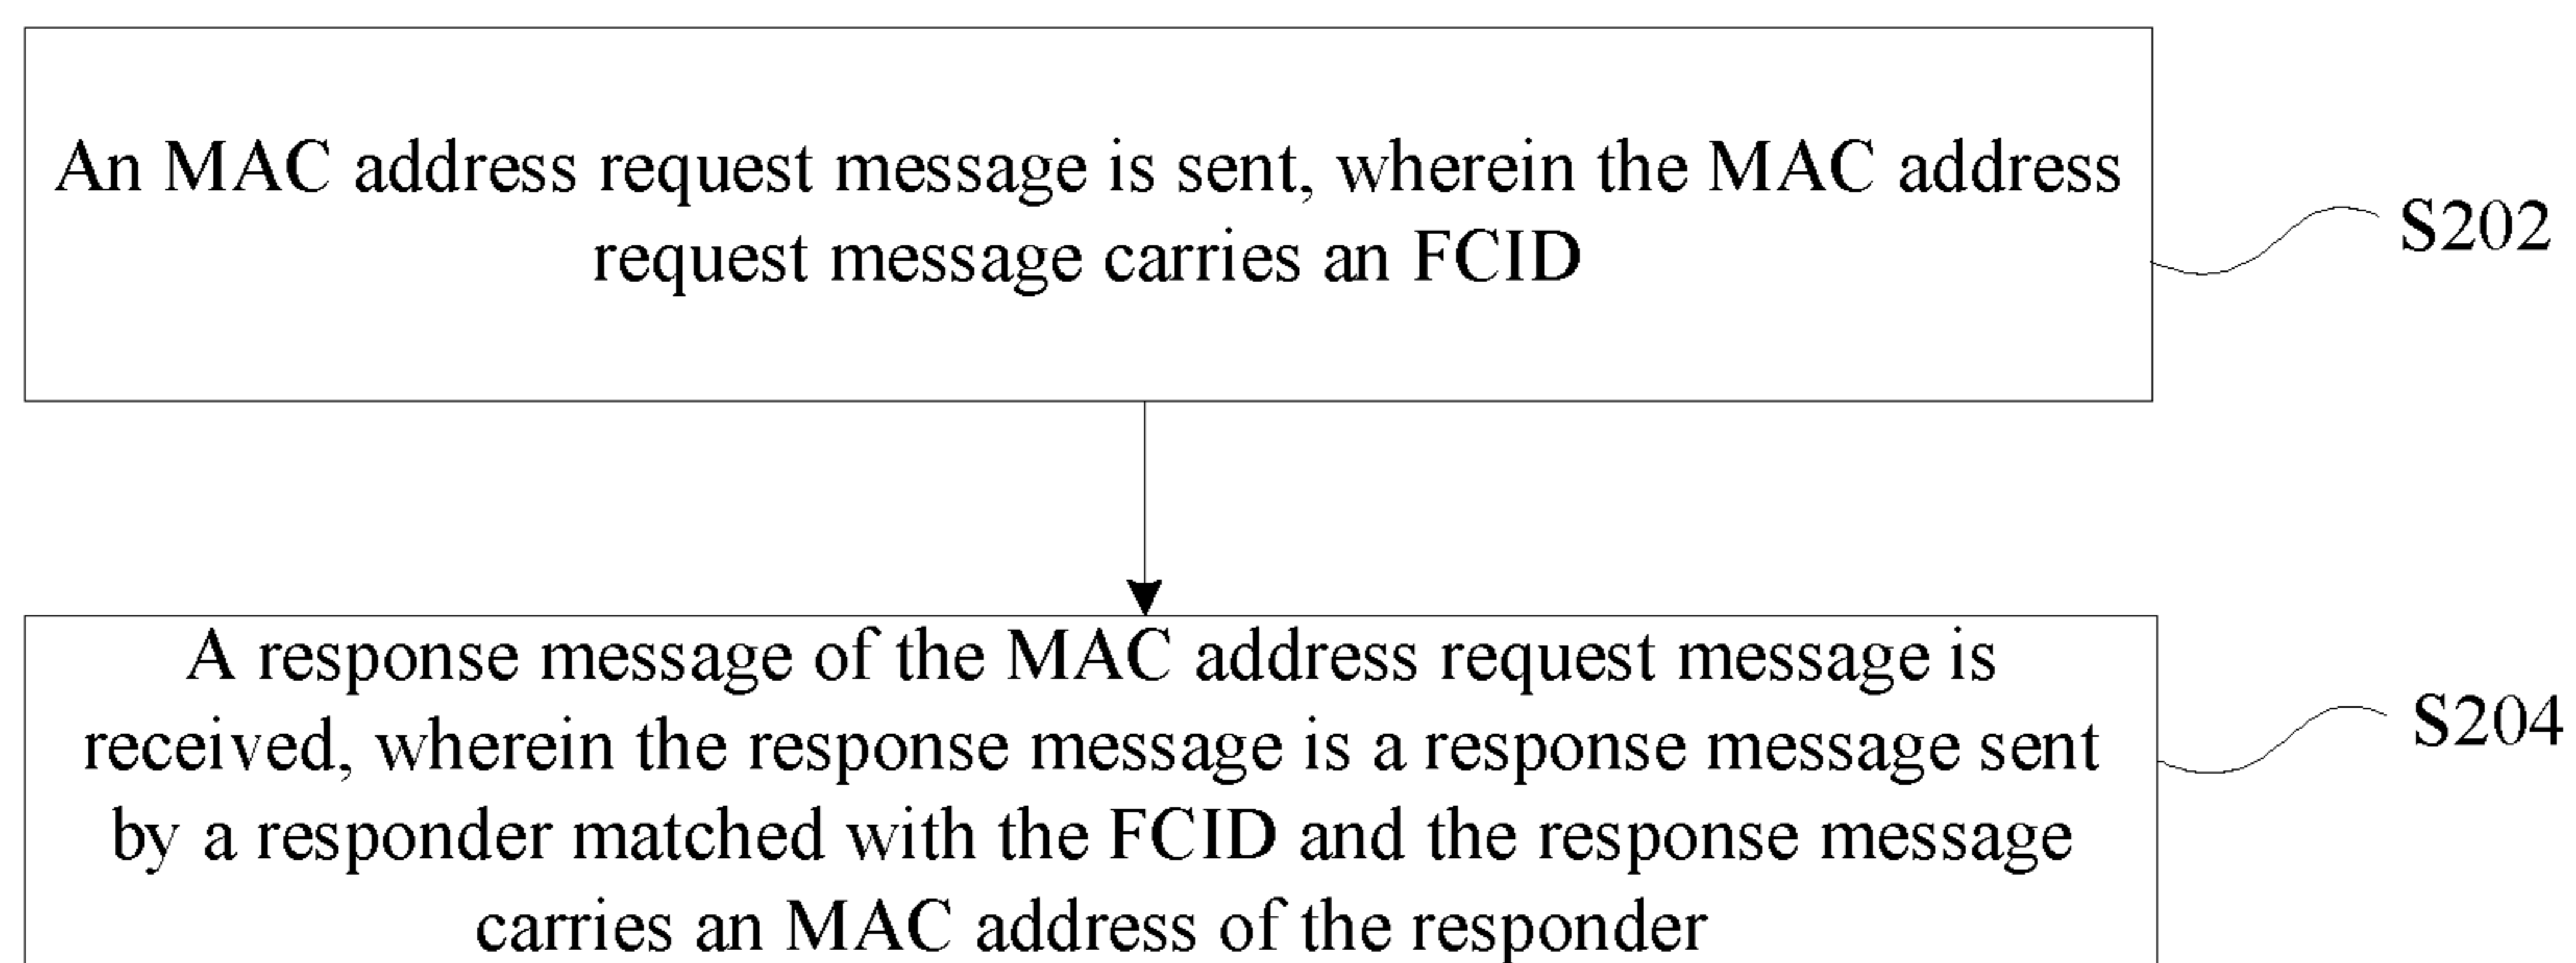 An MAC address request message is sent, wherein the MAC address
request message carries an FCID
S202
A response message of the MAC address request message is
received, wherein the response message is a response message sent
by a responder matched with the FCID and the response message
carries an MAC address of the responder
S204